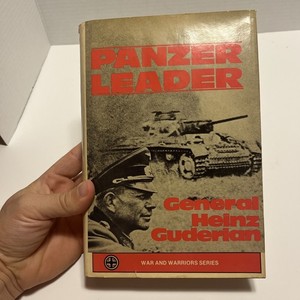 PANZER
LEADER
General
Heinz
Guderian
WAR AND WARRIORS SERIES